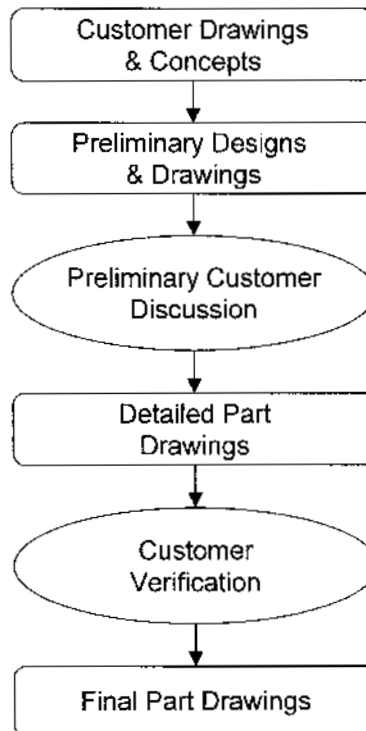 Customer Drawings
& Concepts
Preliminary Designs
& Drawings
Preliminary Customer
Discussion
Detailed Part
Drawings
Customer
Verification
Final Part Drawings